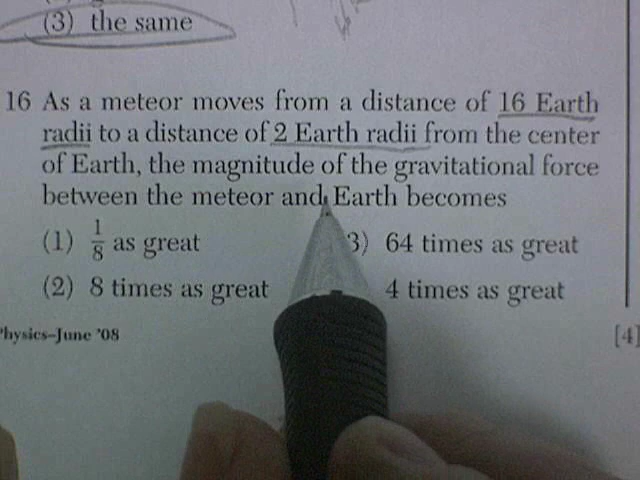 (3) the same
16 As a meteor moves from a distance of 16 Earth
radii to a distance of 2 Earth radii from the center
of Earth, the magnitude of the gravitational force
between the meteor and Earth becomes
(1) 1/8 as great 3) 64 times as great
(2) 8 times as great 4 times as great
Physics–June '08 [4]